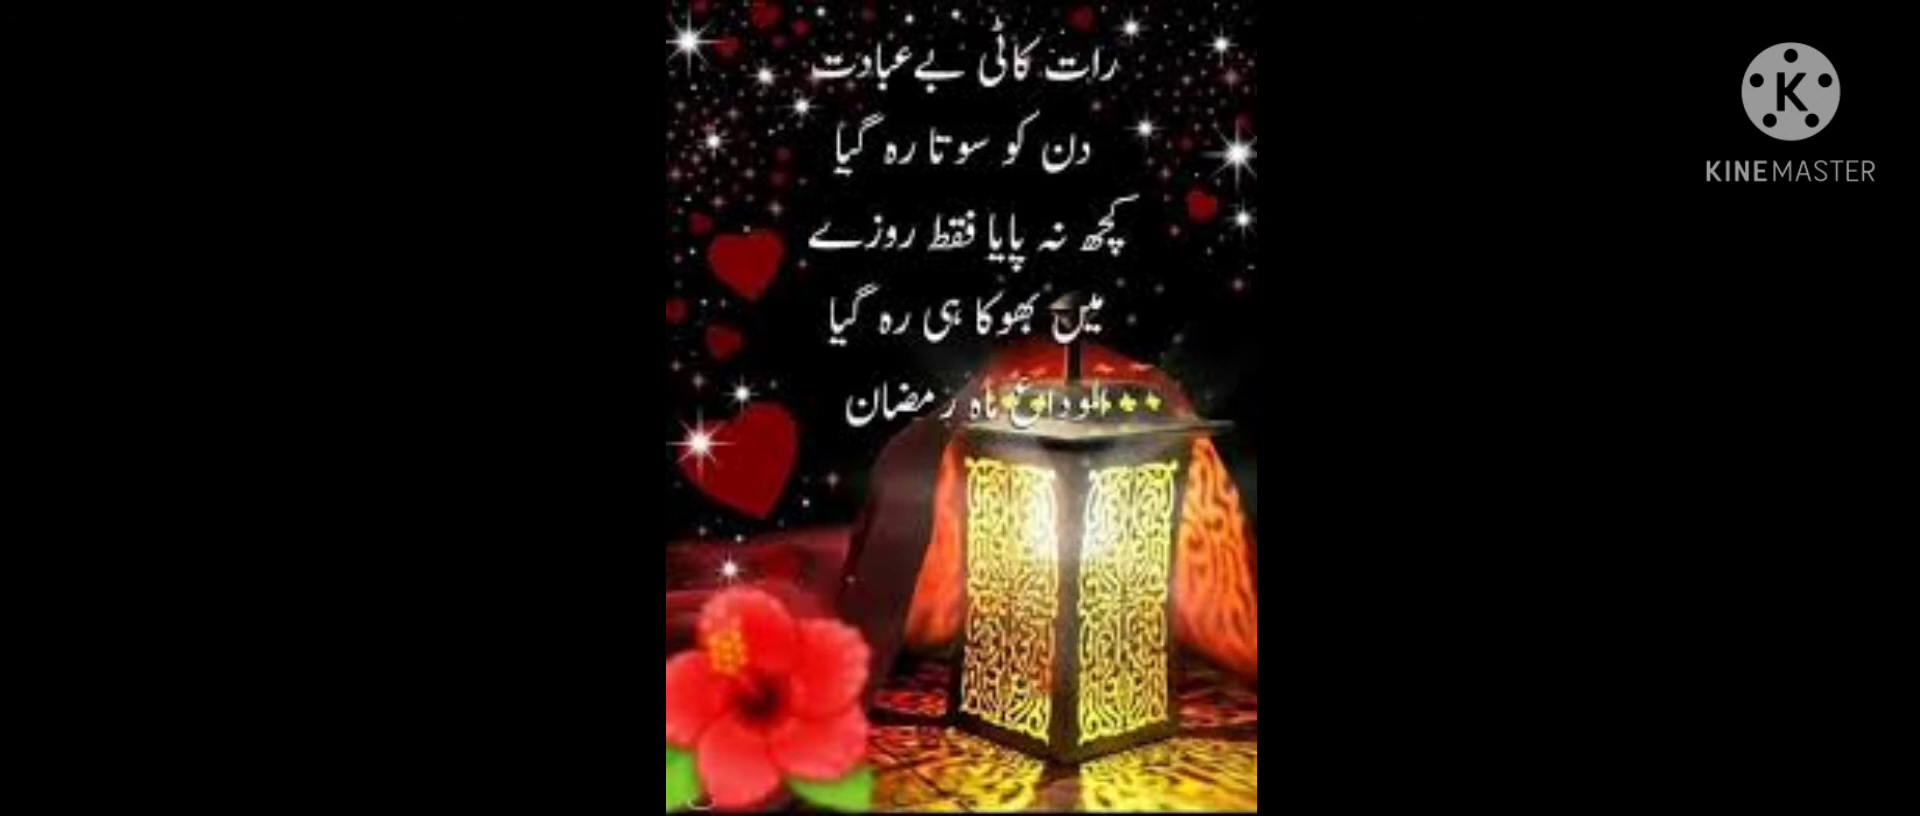 رات کاٹی بے عبادت
دن کو سوتا رہ گیا
کچھ نہ پایا فقط روزے
میں بھوکا ہی رہ گیا
الوداع ماہ رمضان
K
KINEMASTER